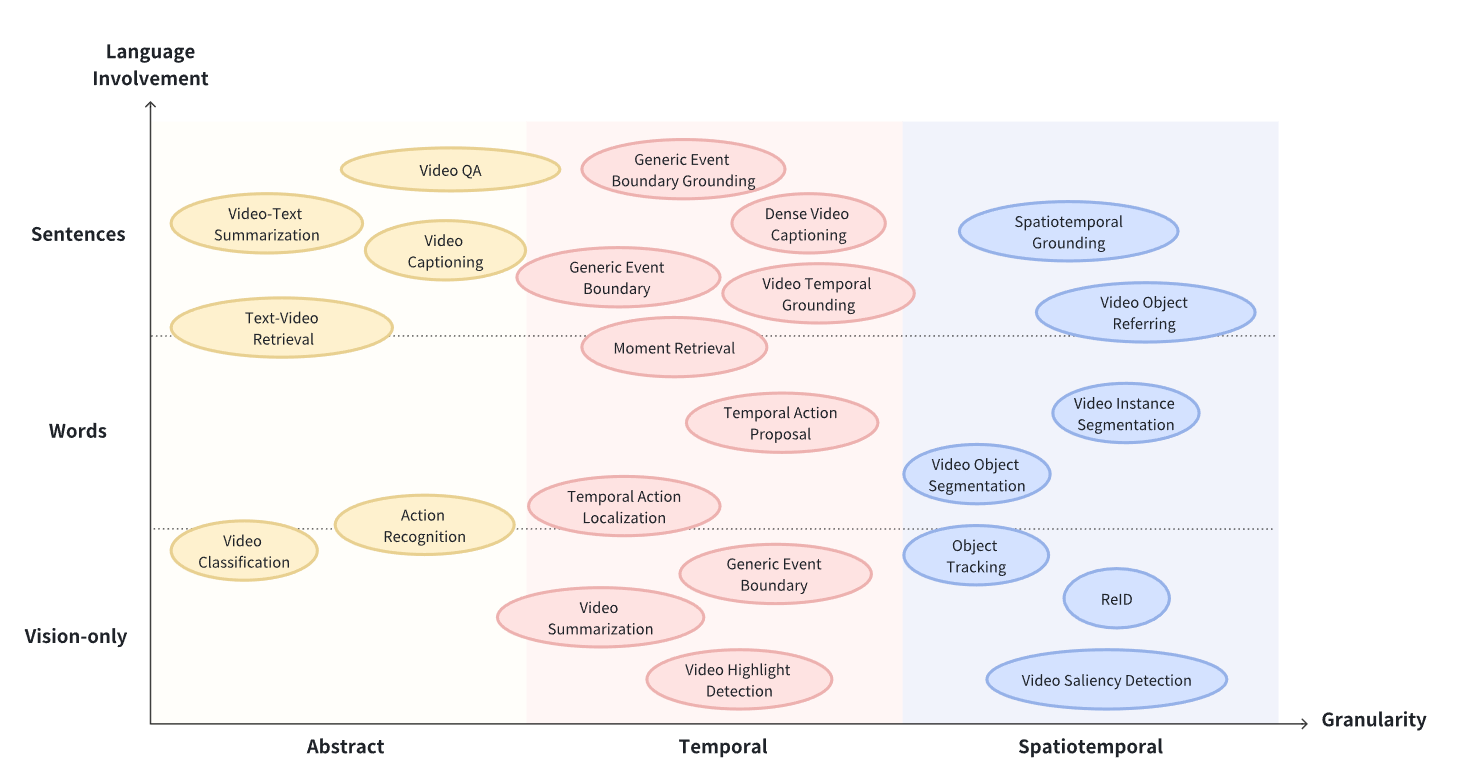 Language
Involvement
Video QA
Generic Event
Boundary Grounding
Video-Text
Summarization
Dense Video
Captioning
Spatiotemporal
Grounding
Sentences
Video
Captioning
Generic Event
Boundary
Video Temporal
Grounding
Video Object
Referring
Text-Video
Retrieval
Moment Retrieval
Words
Temporal Action
Proposal
Video Instance
Segmentation
Video Object
Segmentation
Temporal Action
Localization
Action
Recognition
Video
Classification
Object
Tracking
Generic Event
Boundary
ReID
Video
Summarization
Vision-only
Video Highlight
Detection
Video Saliency Detection
Granularity
Abstract
Temporal
Spatiotemporal